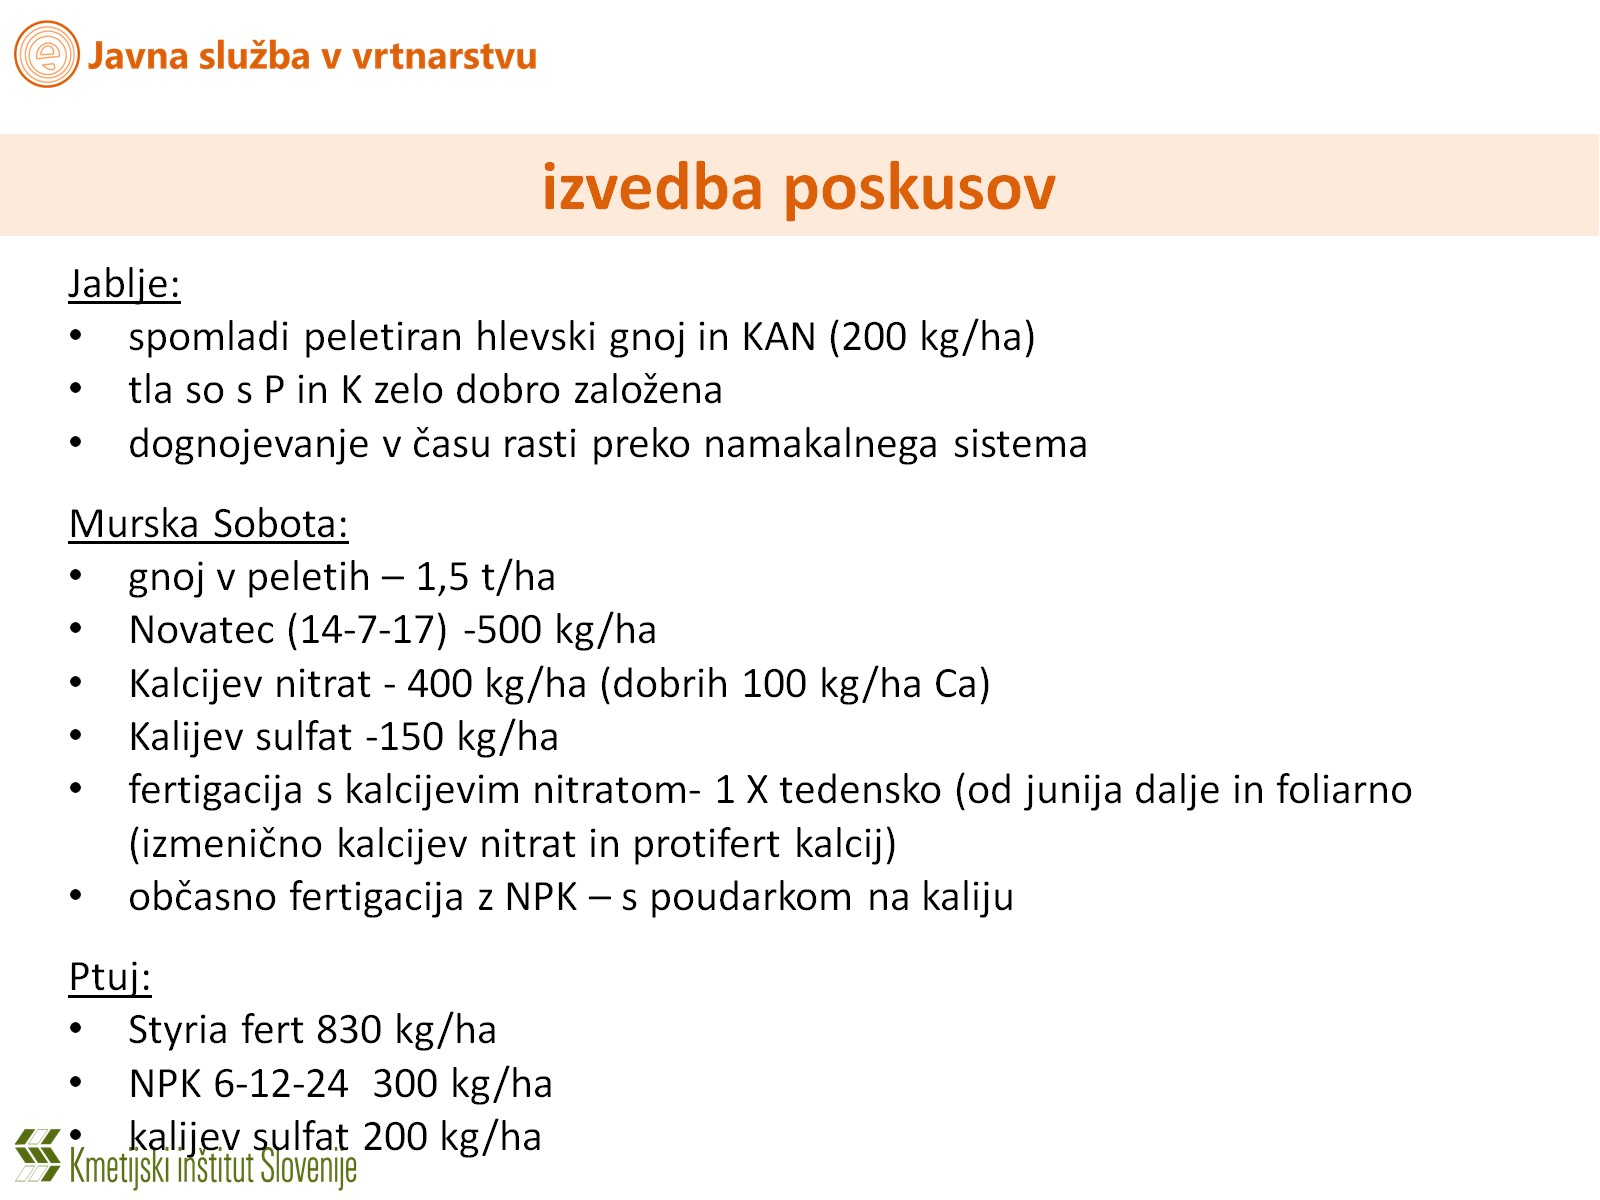 Javna služba v vrtnarstvu
izvedba poskusov
Jablje:
• spomladi peletiran hlevski gnoj in KAN (200 kg/ha)
• tla so s P in K zelo dobro založena
• dognojevanje v času rasti preko namakalnega sistema
Murska Sobota:
• gnoj v peletih – 1,5 t/ha
• Novatec (14-7-17) -500 kg/ha
• Kalcijev nitrat - 400 kg/ha (dobrih 100 kg/ha Ca)
• Kalijev sulfat -150 kg/ha
• fertigacija s kalcijevim nitratom- 1 X tedensko (od junija dalje in foliarno
(izmenično kalcijev nitrat in protifert kalcij)
• občasno fertigacija z NPK – s poudarkom na kaliju
Ptuj:
• Styria fert 830 kg/ha
• NPK 6-12-24  300 kg/ha
• kalijev sulfat 200 kg/ha
Kmetijski inštitut Slovenije